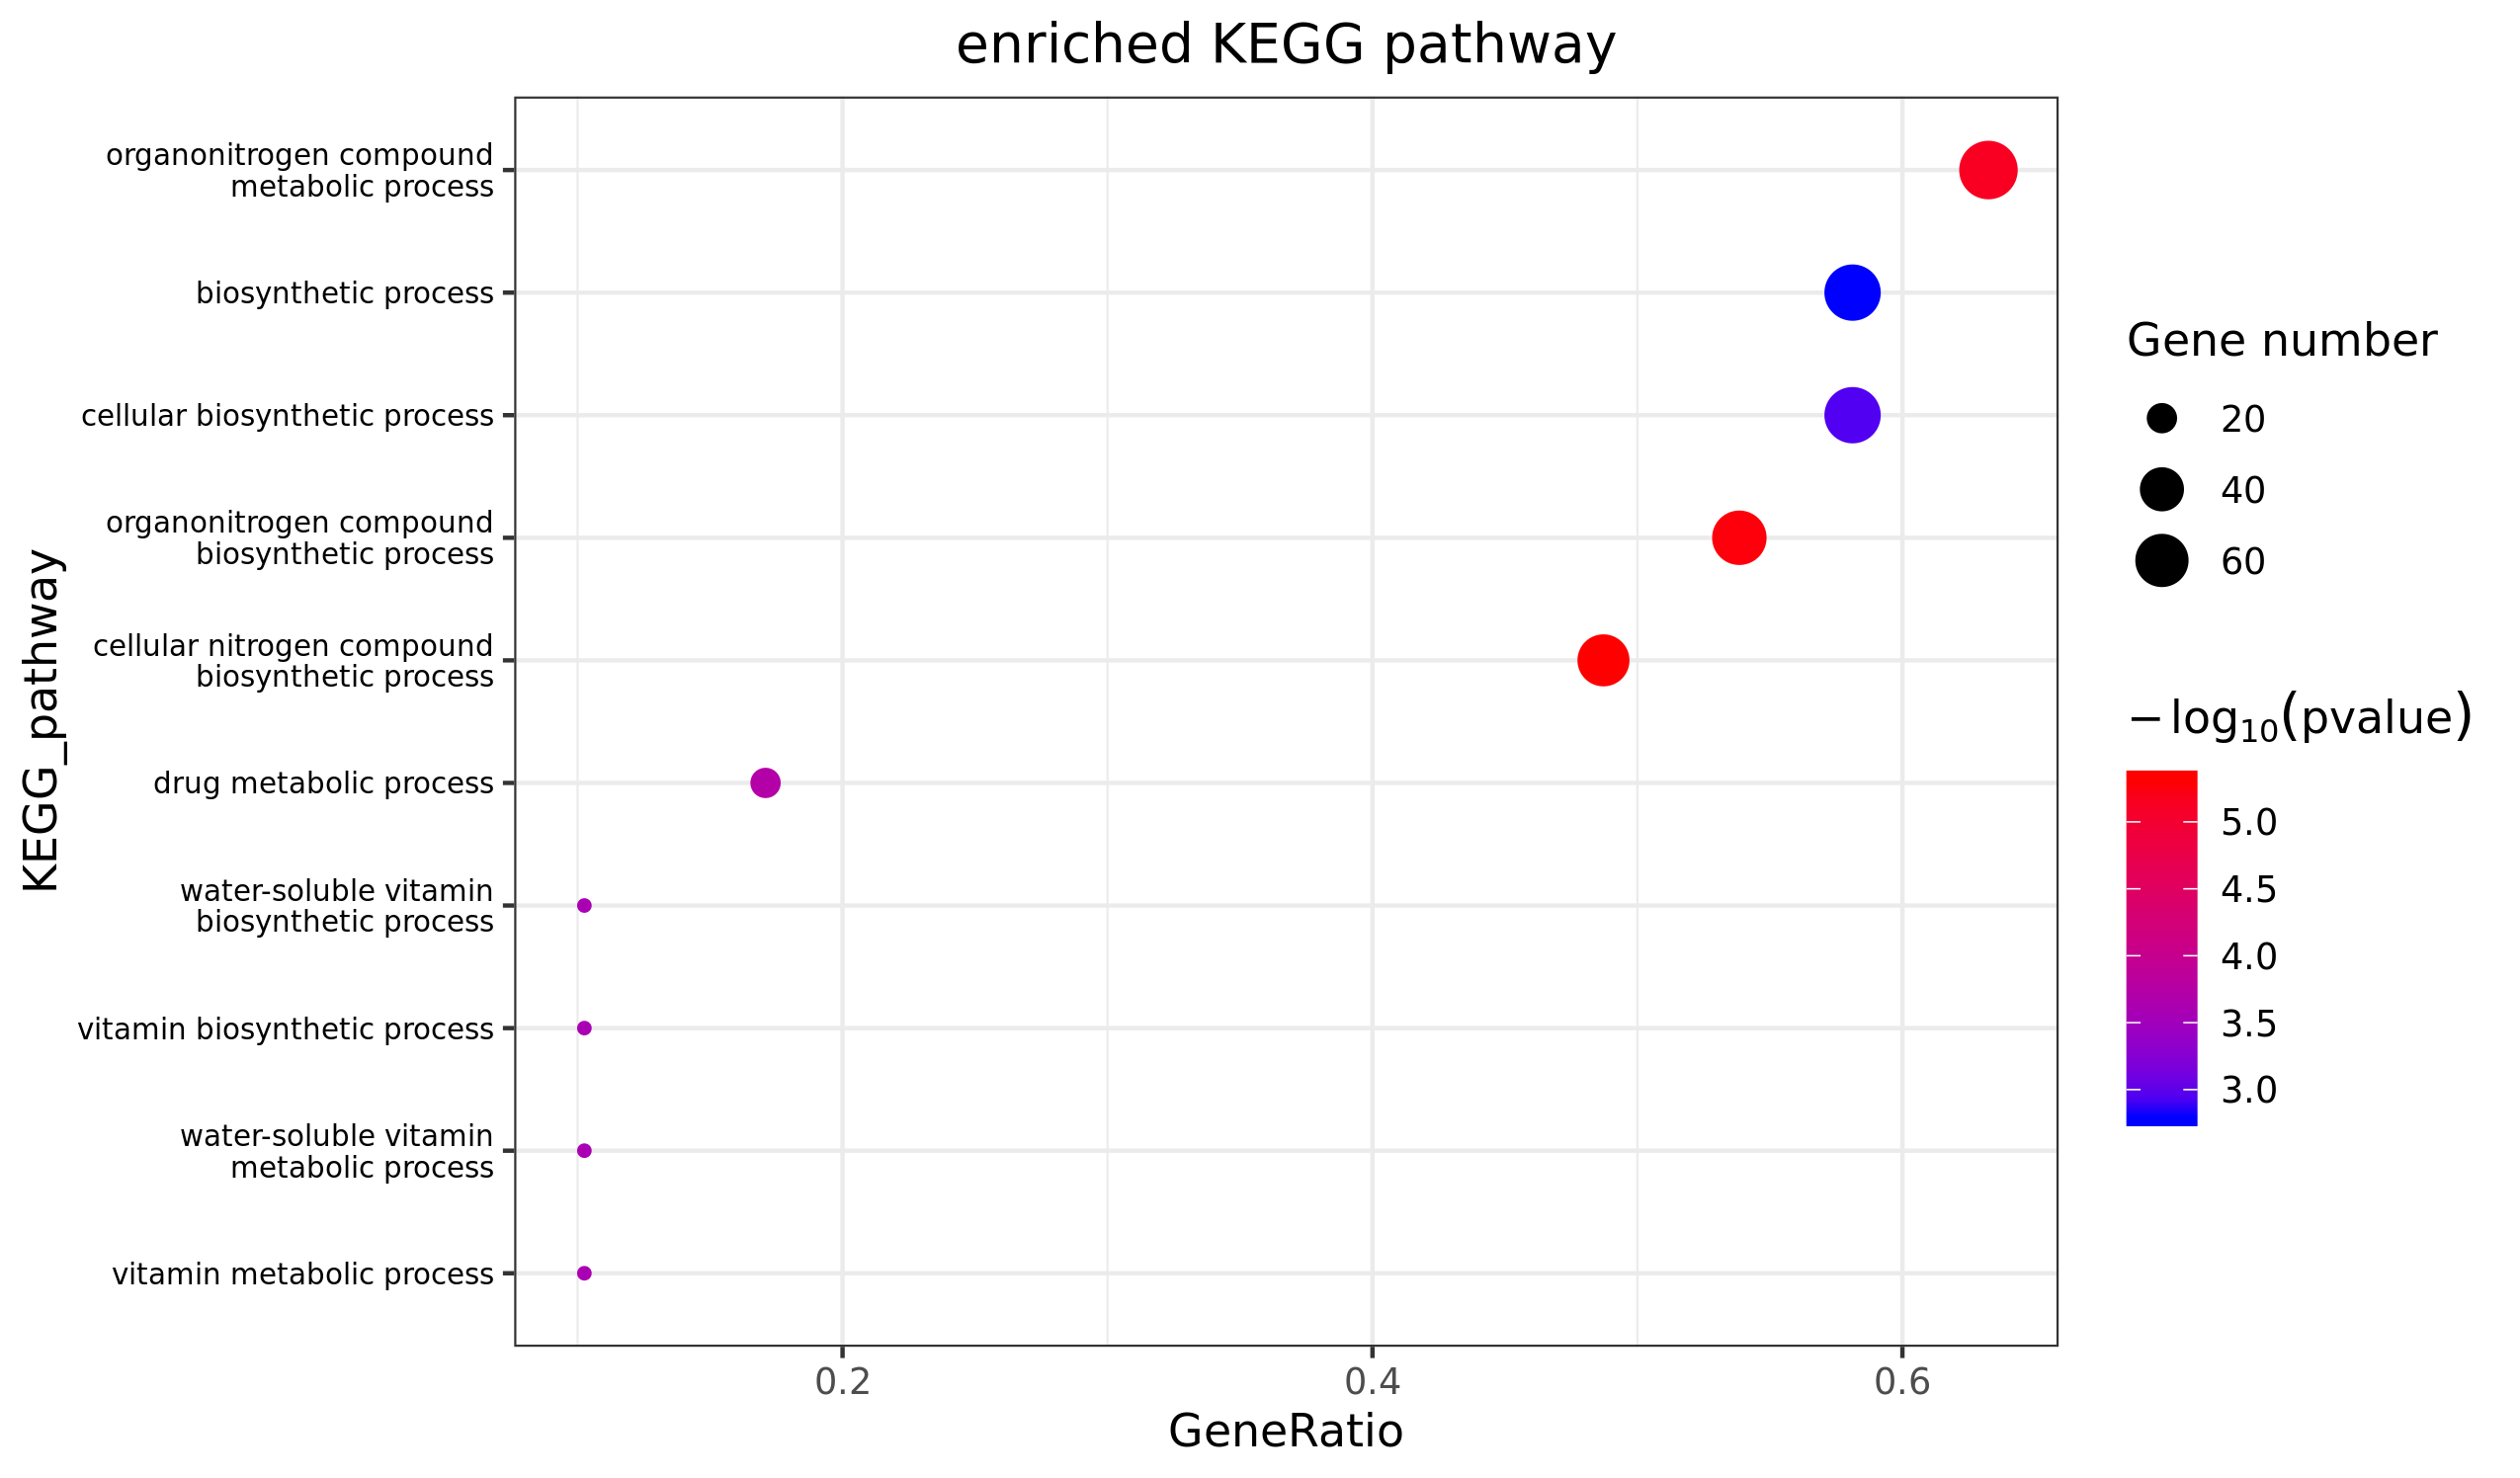 enriched KEGG pathway
organonitrogen compound
metabolic process
biosynthetic process
cellular biosynthetic process
organonitrogen compound
biosynthetic process
cellular nitrogen compound
biosynthetic process
drug metabolic process
water-soluble vitamin
biosynthetic process
vitamin biosynthetic process
water-soluble vitamin
metabolic process
vitamin metabolic process
KEGG_pathway
0.2 0.4 0.6
GeneRatio
Gene number
20
40
60
−log₁₀(pvalue)
5.0
4.5
4.0
3.5
3.0